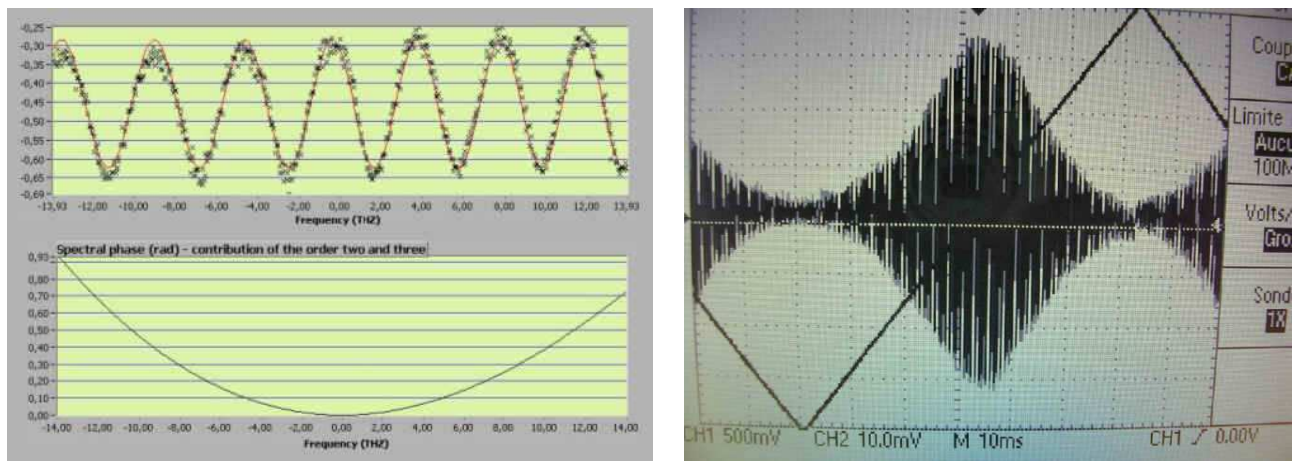 -0,25
-0,30
-0,35
-0,40
-0,45
-0,50
-0,55
-0,60
-0,65
-0,69
-13,93 -12,00 -10,00 -8,00 -6,00 -4,00 -2,00 0,00 2,00 4,00 6,00 8,00 10,00 12,00 13,93
Frequency (THZ)
Spectral phase (rad) - contribution of the order two and three
0,93
0,80
0,70
0,60
0,50
0,40
0,30
0,20
0,10
0,00
-14,00 -12,00 -10,00 -8,00 -6,00 -4,00 -2,00 0,00 2,00 4,00 6,00 8,00 10,00 12,00 14,00
Frequency (THZ)
Coup
Limite
Aucu
100M
Volts/
Gro
Sond
1X
CH1 500mV CH2 10.0mV M 10ms CH1 0.00V